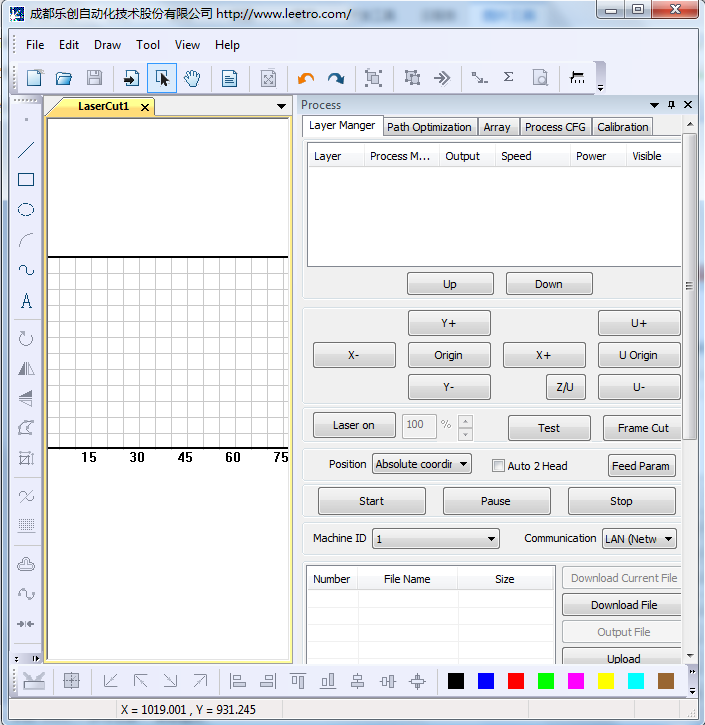 成都乐创自动化技术股份有限公司 http://www.leetro.com/
File Edit Draw Tool View Help
LaserCut1
Process
Layer Manger Path Optimization Array Process CFG Calibration
Layer Process M... Output Speed Power Visible
Up Down
Y+ U+
X- Origin X+ U Origin
Y- Z/U U-
Laser on 100 % Test Frame Cut
15 30 45 60 75
Position Absolute coordir Auto 2 Head Feed Param
Start Pause Stop
Machine ID 1 Communication LAN (Netw
Number File Name Size
Download Current File
Download File
Output File
Upload
X = 1019.001 , Y = 931.245